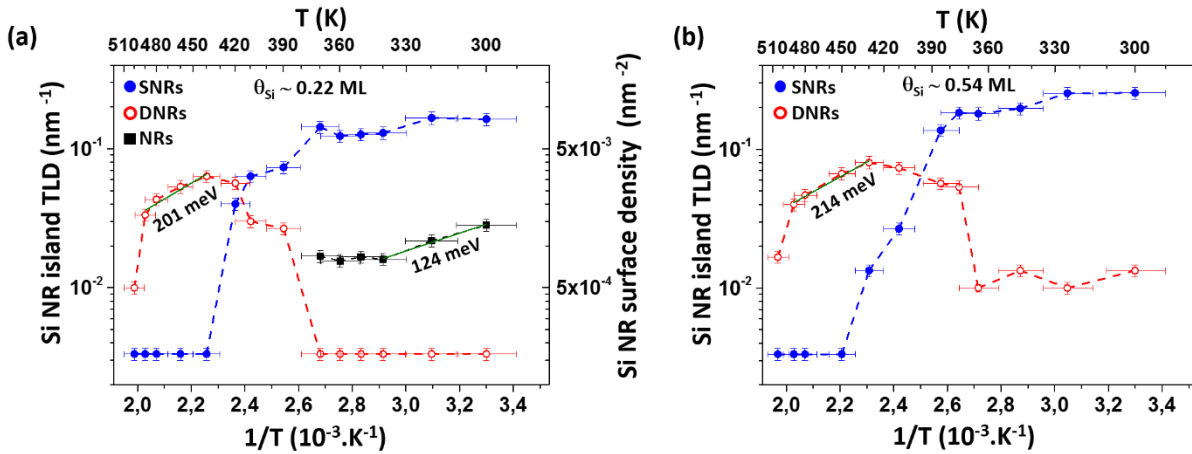 (a)
T (K)
510 480 450 420 390 360 330 300
θSi ~ 0.22 ML
SNRs
DNRs
NRs
201 meV
124 meV
10⁻¹
10⁻²
Si NR island TLD (nm ⁻¹)
5x10⁻³
5x10⁻⁴
Si NR surface density (nm ⁻²)
2,0 2,2 2,4 2,6 2,8 3,0 3,2 3,4
1/T (10⁻³.K⁻¹)
(b)
T (K)
510 480 450 420 390 360 330 300
θSi ~ 0.54 ML
SNRs
DNRs
214 meV
10⁻¹
10⁻²
Si NR island TLD (nm ⁻¹)
2,0 2,2 2,4 2,6 2,8 3,0 3,2 3,4
1/T (10⁻³.K⁻¹)